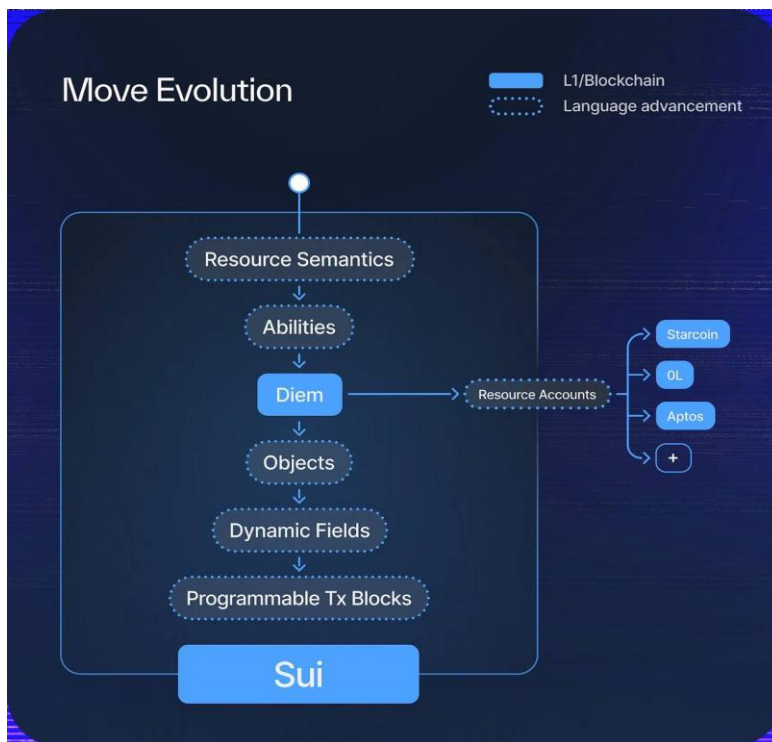 Move Evolution
L1/Blockchain
Language advancement
Resource Semantics
Abilities
Diem
Resource Accounts
Starcoin
0L
Aptos
+
Objects
Dynamic Fields
Programmable Tx Blocks
Sui